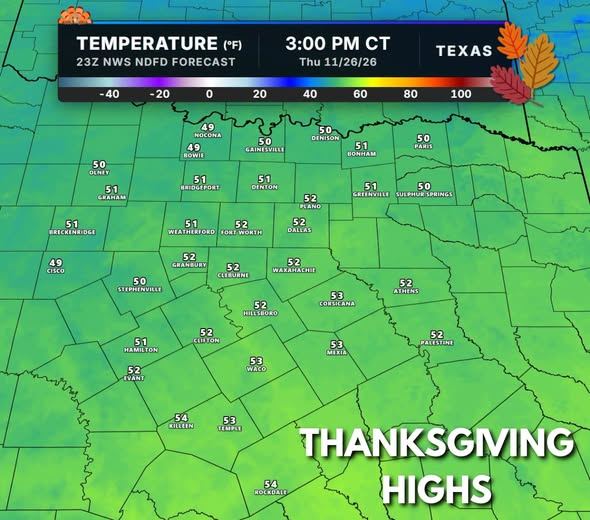 TEMPERATURE (°F)
23Z NWS NDFD FORECAST
3:00 PM CT
Thu 11/26/26
TEXAS
-40 -20 0 20 40 60 80 100
49
NOCONA
49
BOWIE
50
GAINESVILLE
50
DENISON
51
BONHAM
50
PARIS
50
OLNEY
51
GRAHAM
51
BRIDGEPORT
51
DENTON
52
PLANO
51
GREENVILLE
50
SULPHUR SPRINGS
51
BRECKENRIDGE
51
WEATHERFORD
52
FORT WORTH
52
DALLAS
49
CISCO
50
STEPHENVILLE
52
GRANBURY
52
CLEBURNE
52
WAXAHACHIE
52
HILLSBORO
53
CORSICANA
52
ATHENS
51
HAMILTON
52
CLIFTON
53
MEXIA
52
PALESTINE
52
EVANT
53
WACO
54
KILLEEN
53
TEMPLE
54
ROCKDALE
THANKSGIVING
HIGHS